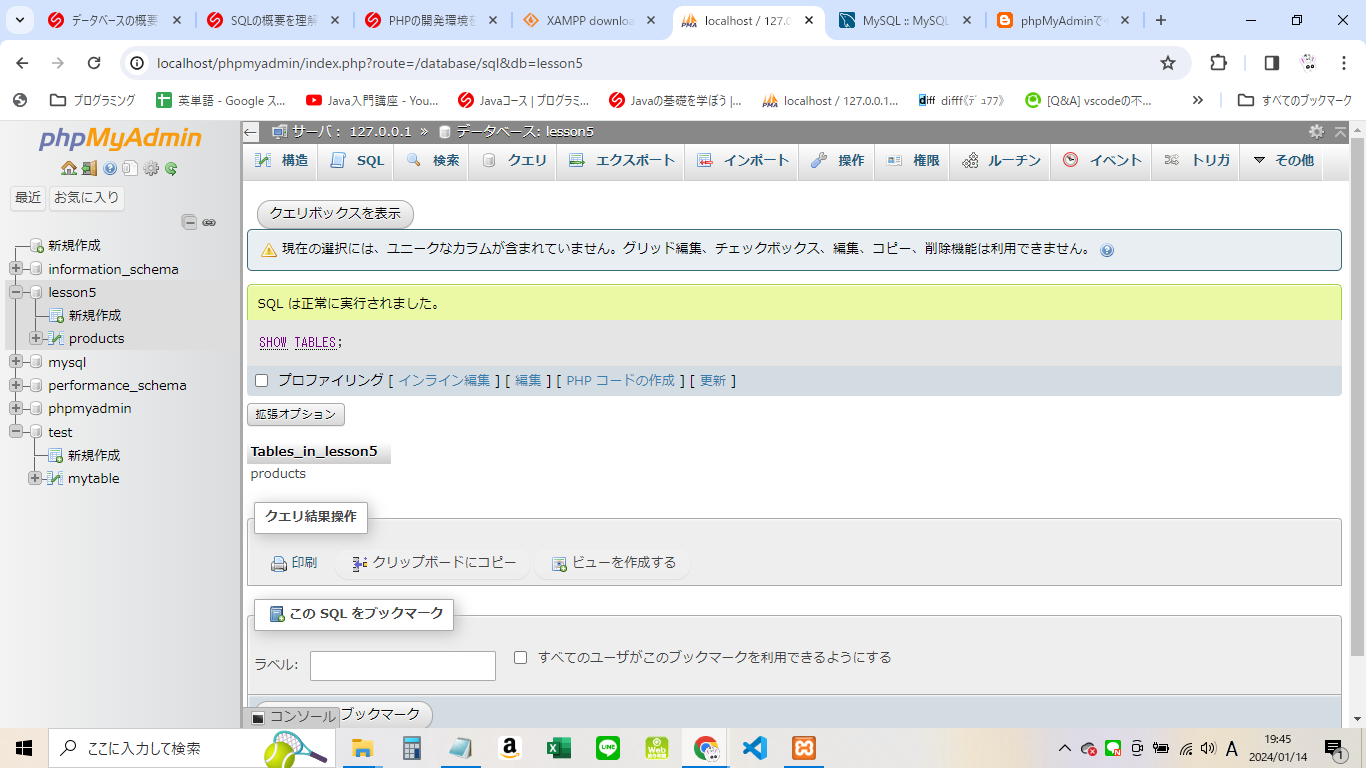 データベースの概要
SQLの概要を理解
PHPの開発環境を
XAMPP downloa
localhost / 127.0.
MySQL :: MySQL
phpMyAdminで
localhost/phpmyadmin/index.php?route=/database/sql&db=lesson5
プログラミング
英単語 - Google ス...
Java入門講座 - You...
Javaコース | プログラミ...
Javaの基礎を学ぼう |...
localhost / 127.0.0.1...
diff difff《ﾃﾞｭﾌﾌ》
[Q&A] vscodeの不...
すべてのブックマーク
phpMyAdmin
最近
お気に入り
新規作成
information_schema
lesson5
新規作成
products
mysql
performance_schema
phpmyadmin
test
新規作成
mytable
サーバ: 127.0.0.1 » データベース: lesson5
構造
SQL
検索
クエリ
エクスポート
インポート
操作
権限
ルーチン
イベント
トリガ
その他
クエリボックスを表示
現在の選択には、ユニークなカラムが含まれていません。グリッド編集、チェックボックス、編集、コピー、削除機能は利用できません。
SQL は正常に実行されました。
SHOW TABLES;
プロファイリング [ インライン編集 ] [ 編集 ] [ PHP コードの作成 ] [ 更新 ]
拡張オプション
Tables_in_lesson5
products
クエリ結果操作
印刷
クリップボードにコピー
ビューを作成する
この SQL をブックマーク
ラベル:
すべてのユーザがこのブックマークを利用できるようにする
コンソール
ブックマーク
ここに入力して検索
A
19:45
2024/01/14
1